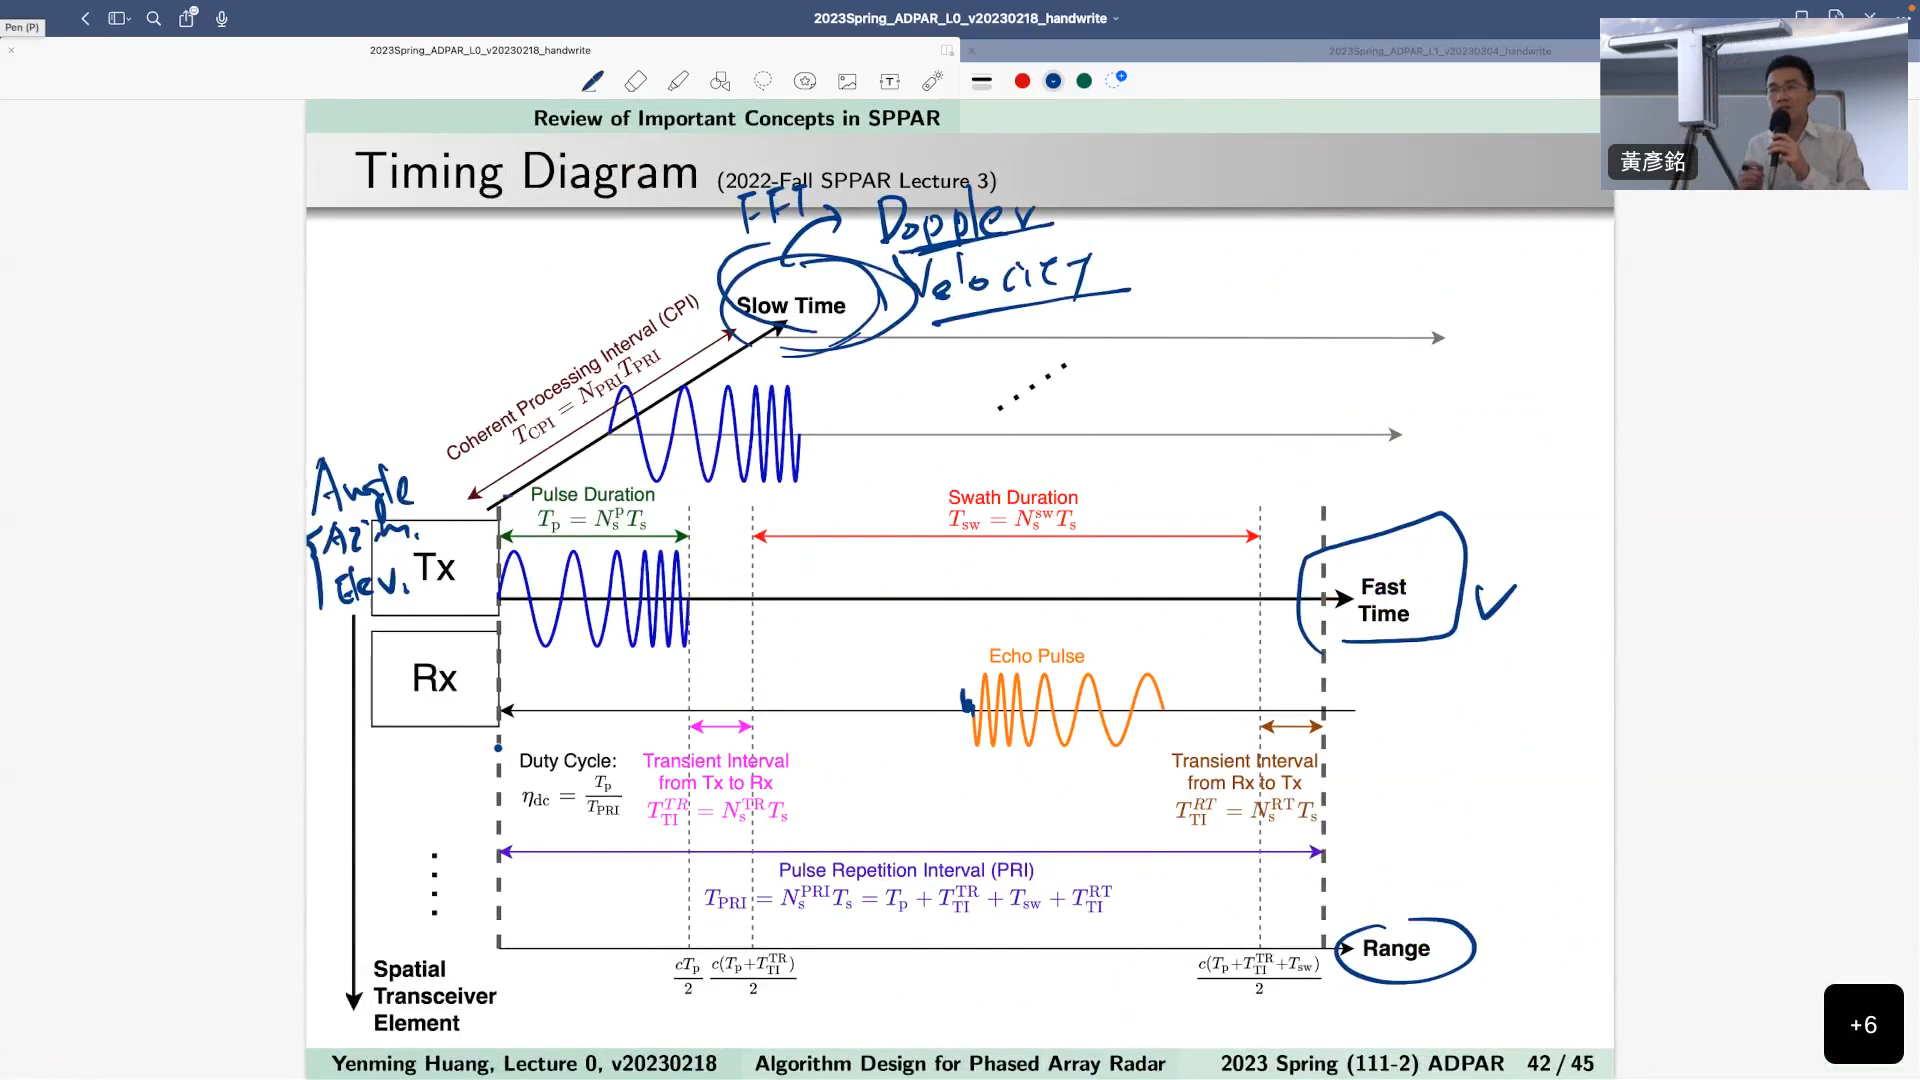 2023Spring_ADPAR_L0_v20230218_handwrite
Pen (P)
2023Spring_ADPAR_L0_v20230218_handwrite
2023Spring_ADPAR_L1_v20230304_handwrite
黃彥銘
Review of Important Concepts in SPPAR
Timing Diagram (2022-Fall SPPAR Lecture 3)
FFT
Doppler
Velocity
Slow Time
Coherent Processing Interval (CPI)
T_CPI = N_PRI T_PRI
Angle
Azim.
Elev.
Pulse Duration
T_p = N_s^p T_s
Swath Duration
T_sw = N_s^sw T_s
Tx
Fast
Time
Rx
Echo Pulse
Duty Cycle:
η_dc = T_p / T_PRI
Transient Interval
from Tx to Rx
T_TI^TR = N_s^TR T_s
Transient Interval
from Rx to Tx
T_TI^RT = N_s^RT T_s
Pulse Repetition Interval (PRI)
T_PRI = N_s^PRI T_s = T_p + T_TI^TR + T_sw + T_TI^RT
Range
cT_p / 2
c(T_p+T_TI^TR) / 2
c(T_p+T_TI^TR+T_sw) / 2
Spatial
Transceiver
Element
+6
Yenming Huang, Lecture 0, v20230218 Algorithm Design for Phased Array Radar 2023 Spring (111-2) ADPAR 42 / 45